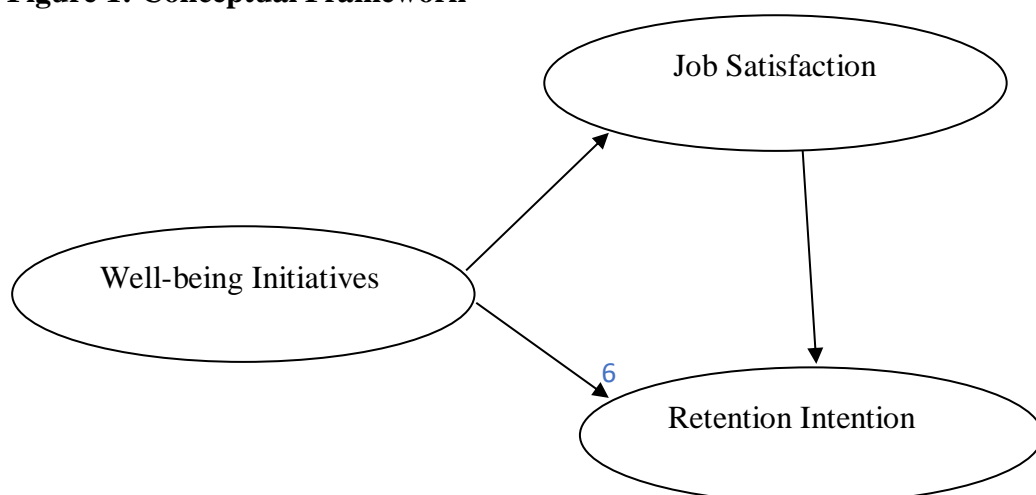 Figure 1: Conceptual Framework
Job Satisfaction
Well-being Initiatives
6
Retention Intention